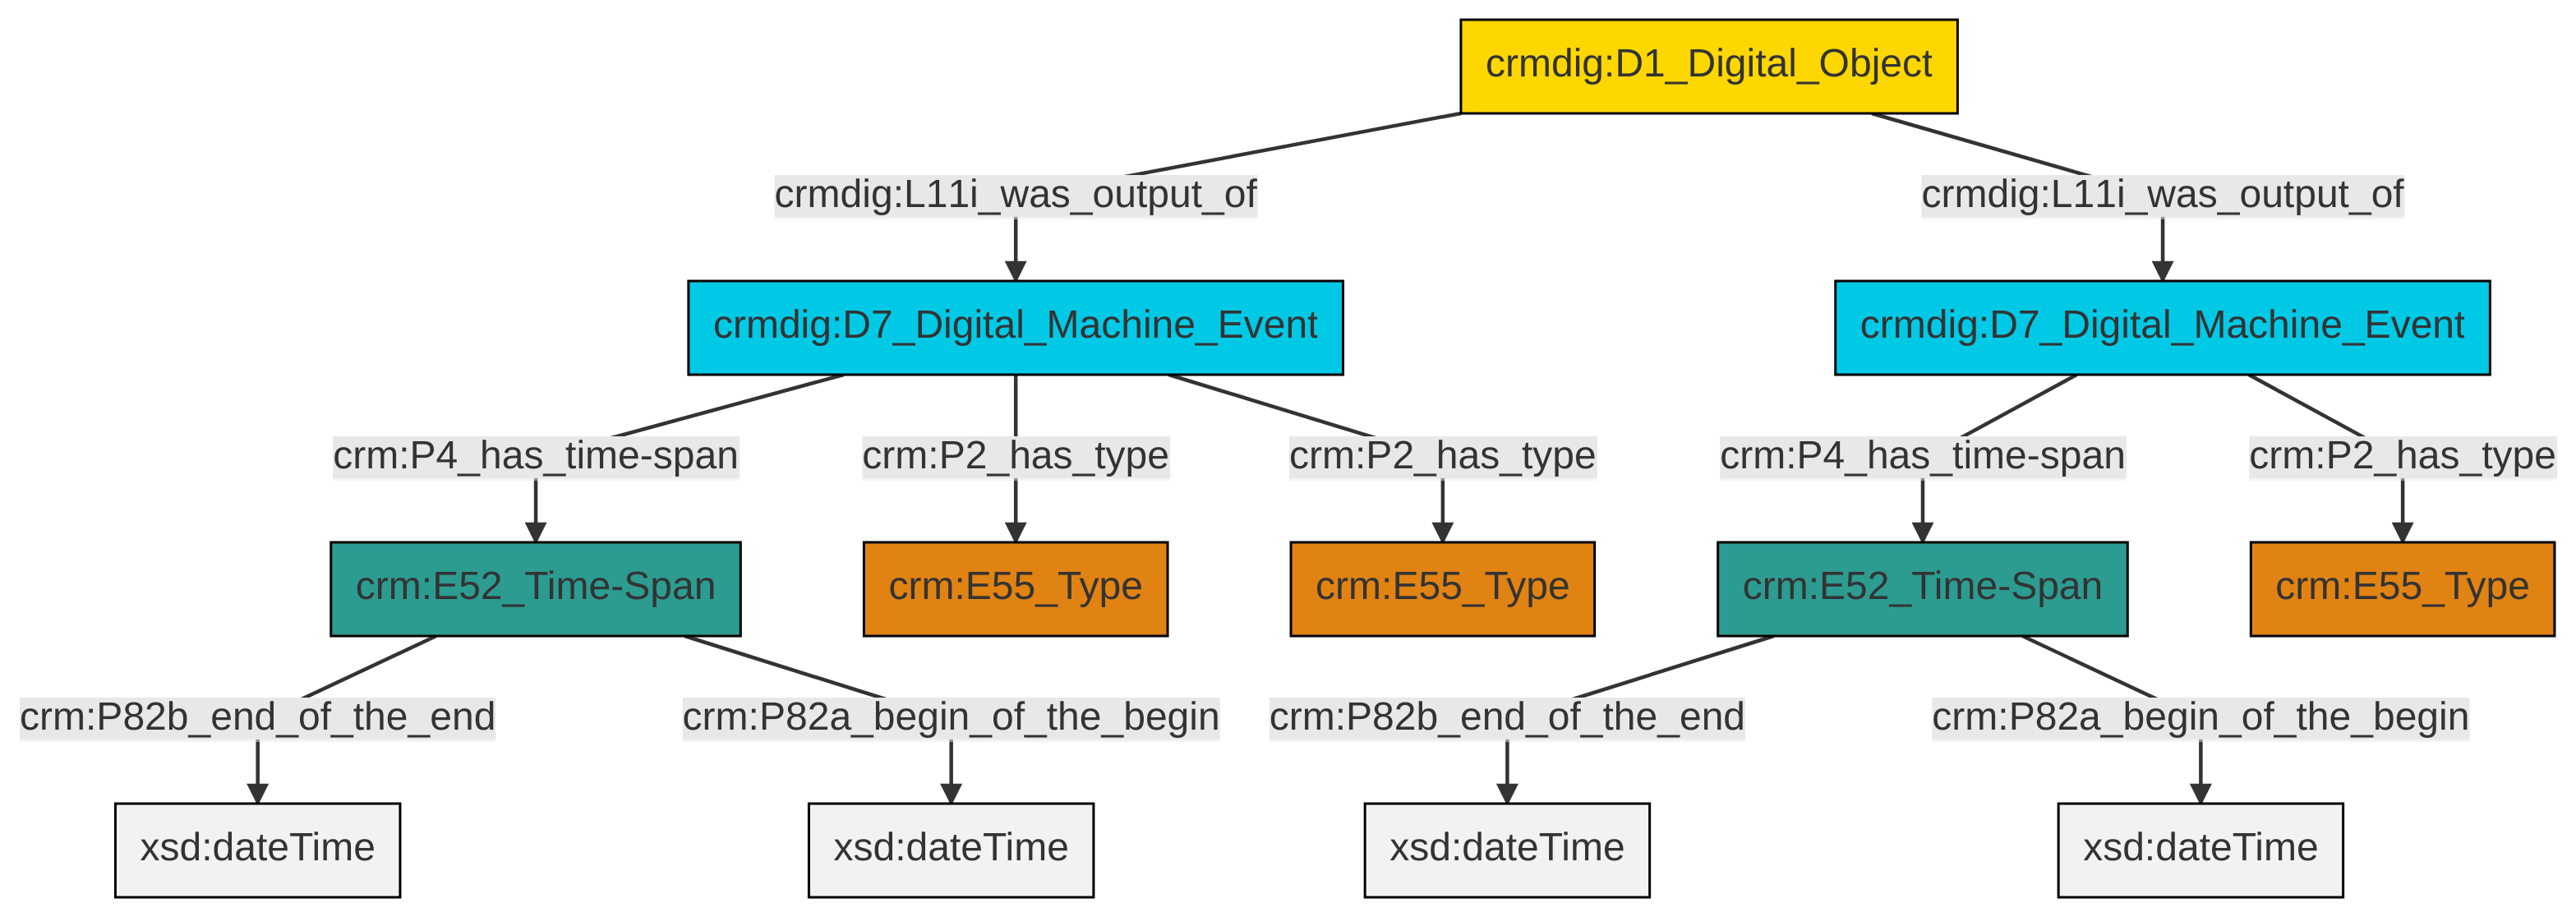 crmdig:D1_Digital_Object
crmdig:L11i_was_output_of
crmdig:L11i_was_output_of
crmdig:D7_Digital_Machine_Event
crmdig:D7_Digital_Machine_Event
crm:P4_has_time-span
crm:P2_has_type
crm:P2_has_type
crm:P4_has_time-span
crm:P2_has_type
crm:E52_Time-Span
crm:E55_Type
crm:E55_Type
crm:E52_Time-Span
crm:E55_Type
crm:P82b_end_of_the_end
crm:P82a_begin_of_the_begin
crm:P82b_end_of_the_end
crm:P82a_begin_of_the_begin
xsd:dateTime
xsd:dateTime
xsd:dateTime
xsd:dateTime